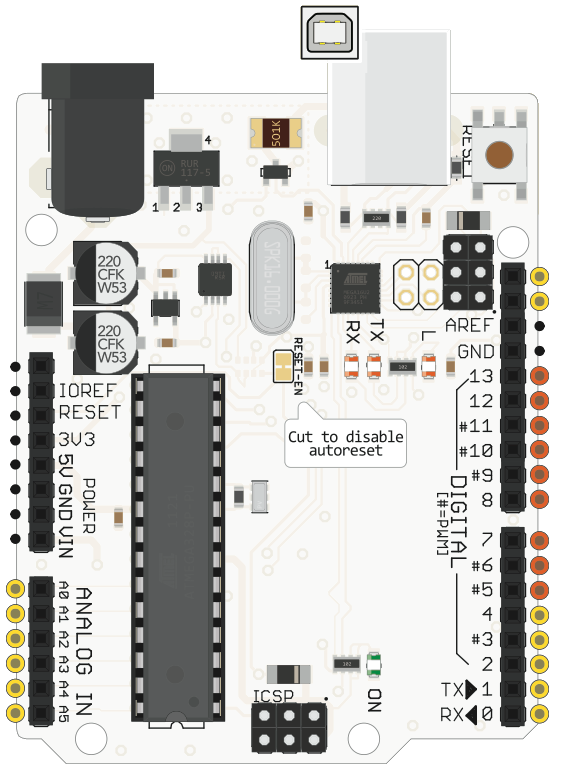 RESET
501K
4
ON
RUR
117-5
1 2 3
220
CFK
W53
220
CFK
W53
SPK16.000G
220
1
ATMEL
RX
TX
L
102
RESET-EN
Cut to disable
autoreset
AREF
GND
13
12
#11
#10
#9
8
7
#6
#5
4
#3
2
TX 1
RX 0
DIGITAL
[#=PWM]
IOREF
RESET
3V3
5V
GND
VIN
POWER
A0
A1
A2
A3
A4
A5
ANALOG IN
102
ON
ICSP